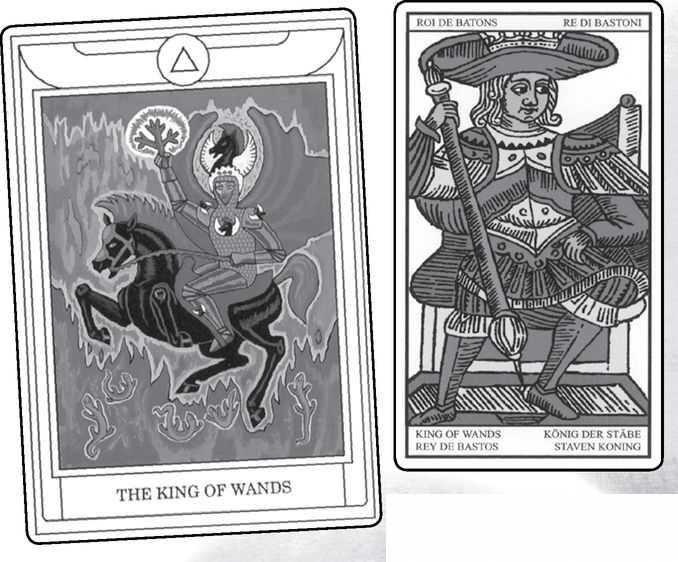 THE KING OF WANDS
ROI DE BATONS
RE DI BASTONI
KING OF WANDS
KÖNIG DER STÄBE
REY DE BASTOS
STAVEN KONING